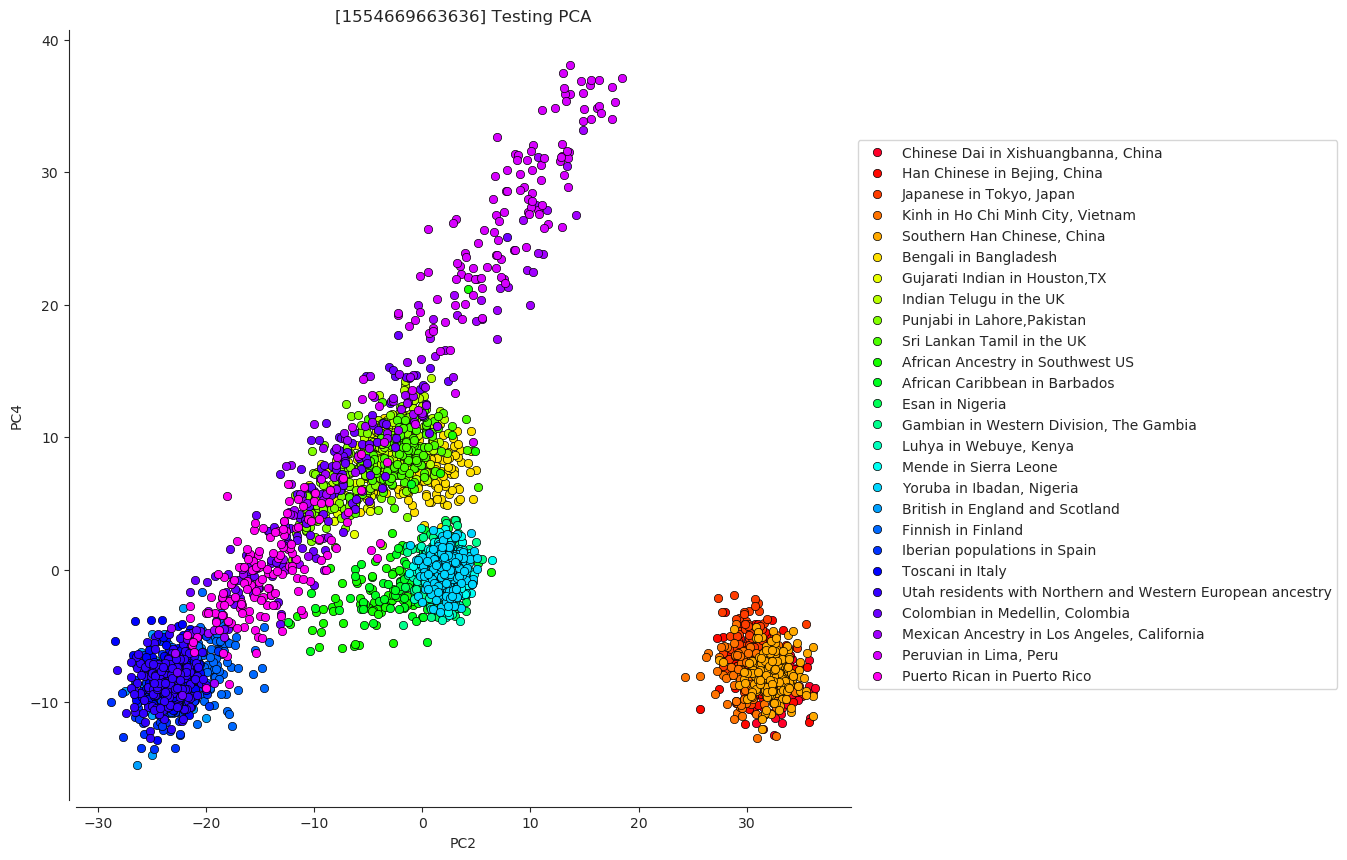 [1554669663636] Testing PCA
40
30
20
10
0
−10
PC4
−30
−20
−10
0
10
20
30
PC2
Chinese Dai in Xishuangbanna, China
Han Chinese in Bejing, China
Japanese in Tokyo, Japan
Kinh in Ho Chi Minh City, Vietnam
Southern Han Chinese, China
Bengali in Bangladesh
Gujarati Indian in Houston,TX
Indian Telugu in the UK
Punjabi in Lahore,Pakistan
Sri Lankan Tamil in the UK
African Ancestry in Southwest US
African Caribbean in Barbados
Esan in Nigeria
Gambian in Western Division, The Gambia
Luhya in Webuye, Kenya
Mende in Sierra Leone
Yoruba in Ibadan, Nigeria
British in England and Scotland
Finnish in Finland
Iberian populations in Spain
Toscani in Italy
Utah residents with Northern and Western European ancestry
Colombian in Medellin, Colombia
Mexican Ancestry in Los Angeles, California
Peruvian in Lima, Peru
Puerto Rican in Puerto Rico